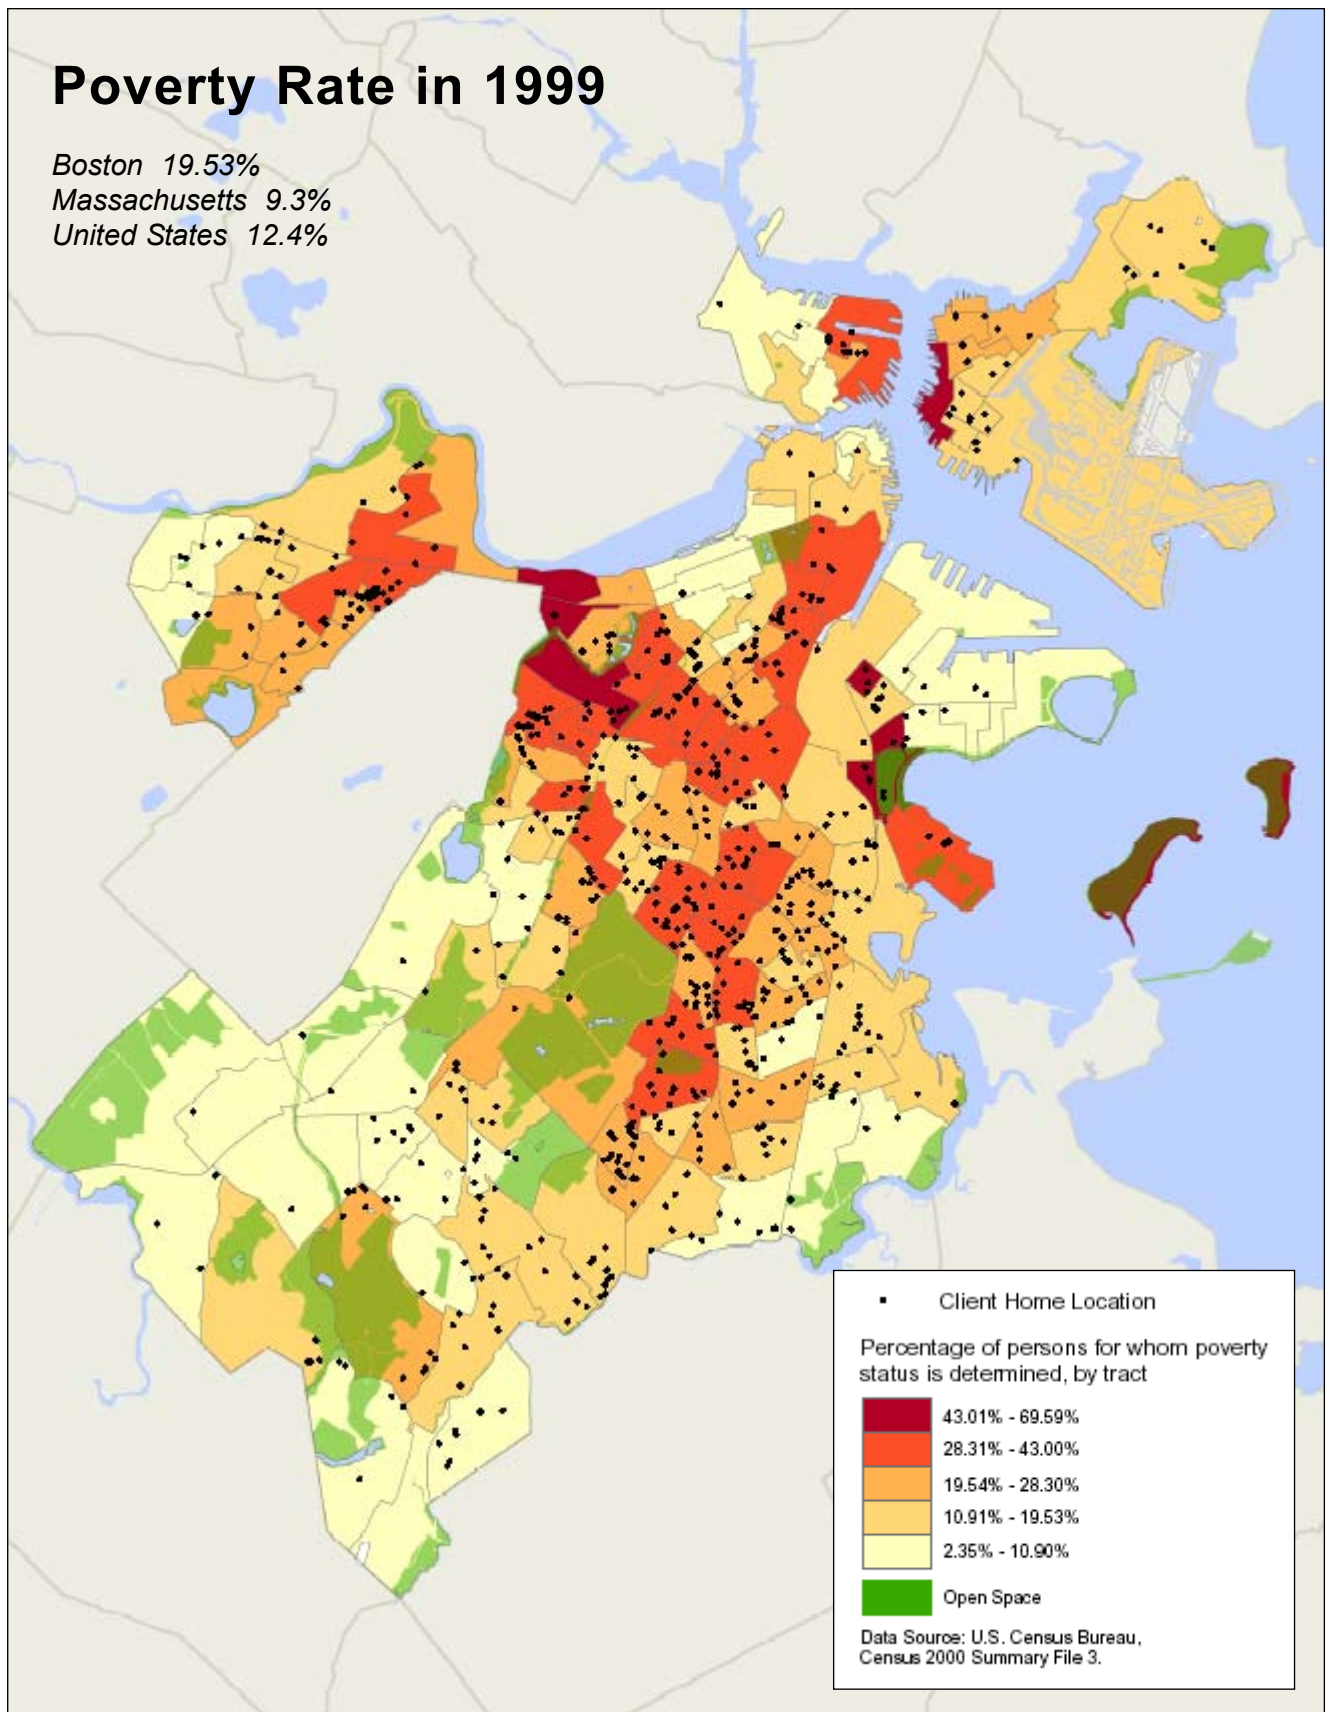 Poverty Rate in 1999
Boston 19.53%
Massachusetts 9.3%
United States 12.4%
Client Home Location
Percentage of persons for whom poverty
status is determined, by tract
43.01% - 69.59%
28.31% - 43.00%
19.54% - 28.30%
10.91% - 19.53%
2.35% - 10.90%
Open Space
Data Source: U.S. Census Bureau,
Census 2000 Summary File 3.